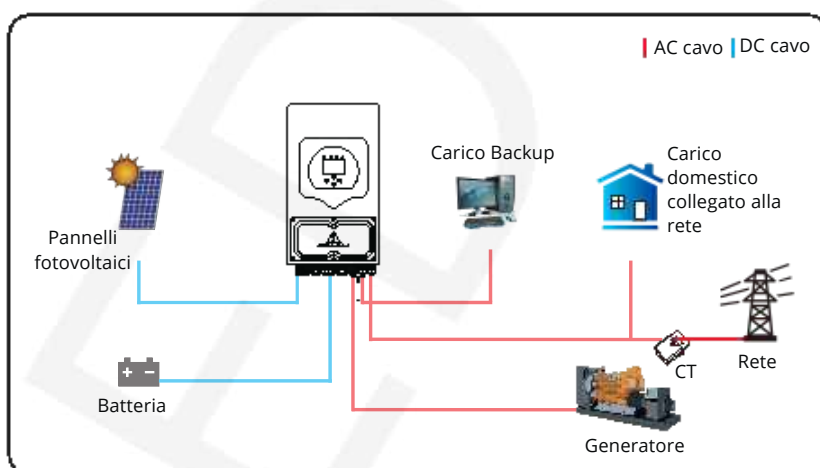 AC cavo DC cavo
Carico Backup
Carico
domestico
collegato alla
rete
Pannelli
fotovoltaici
Batteria
CT
Rete
Generatore